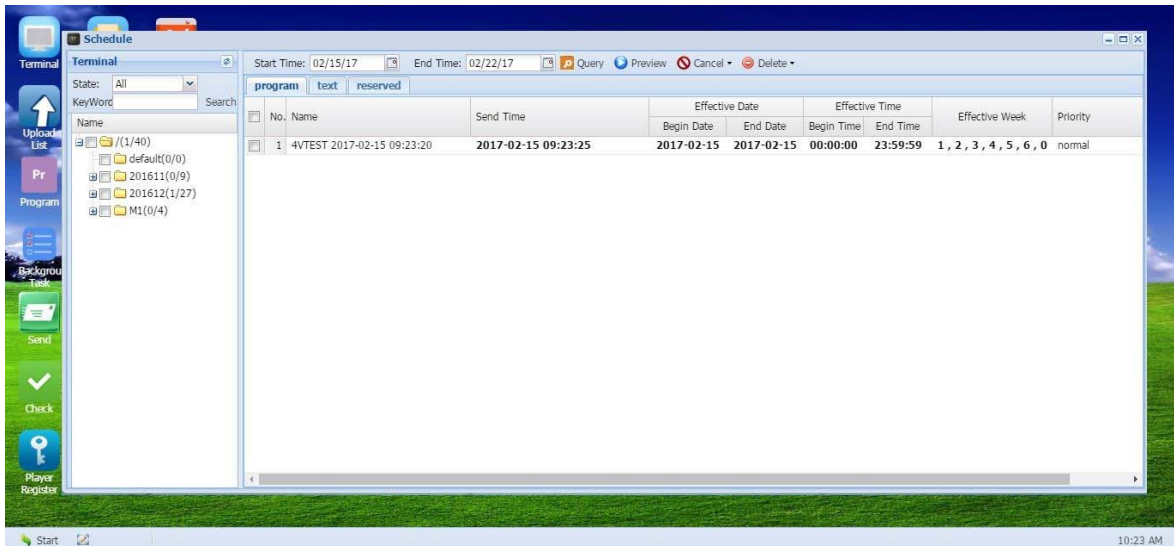 Schedule
Terminal
Terminal
Start Time: 02/15/17 End Time: 02/22/17 Query Preview Cancel Delete
State: All
KeyWord Search
Name
/(1/40)
default(0/0)
201611(0/9)
201612(1/27)
M1(0/4)
program text reserved
No. Name Send Time Effective Date Effective Time Effective Week Priority
Begin Date End Date Begin Time End Time
1 4VTEST 2017-02-15 09:23:20 2017-02-15 09:23:25 2017-02-15 2017-02-15 00:00:00 23:59:59 1 , 2 , 3 , 4 , 5 , 6 , 0 normal
Upload
List
Pr
Program
Backgrou
Task
Send
Check
Player
Register
Start
10:23 AM